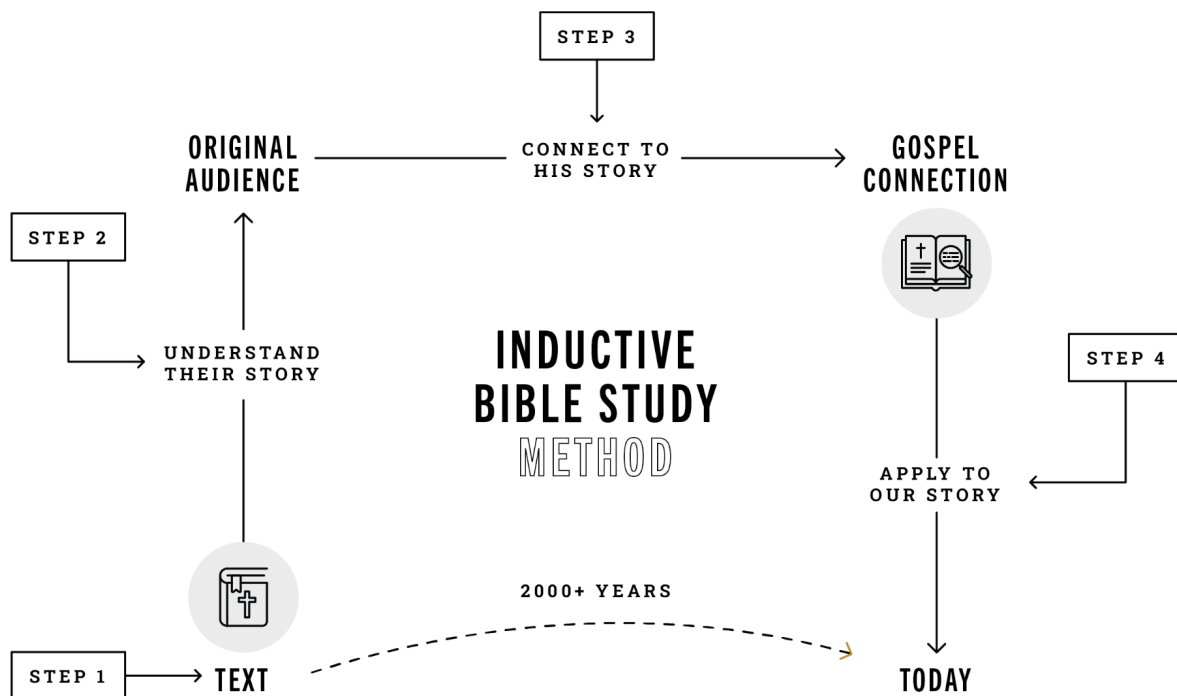 STEP 3
ORIGINAL
AUDIENCE
CONNECT TO
HIS STORY
GOSPEL
CONNECTION
STEP 2
UNDERSTAND
THEIR STORY
INDUCTIVE
BIBLE STUDY
METHOD
STEP 4
APPLY TO
OUR STORY
2000+ YEARS
STEP 1
TEXT
TODAY